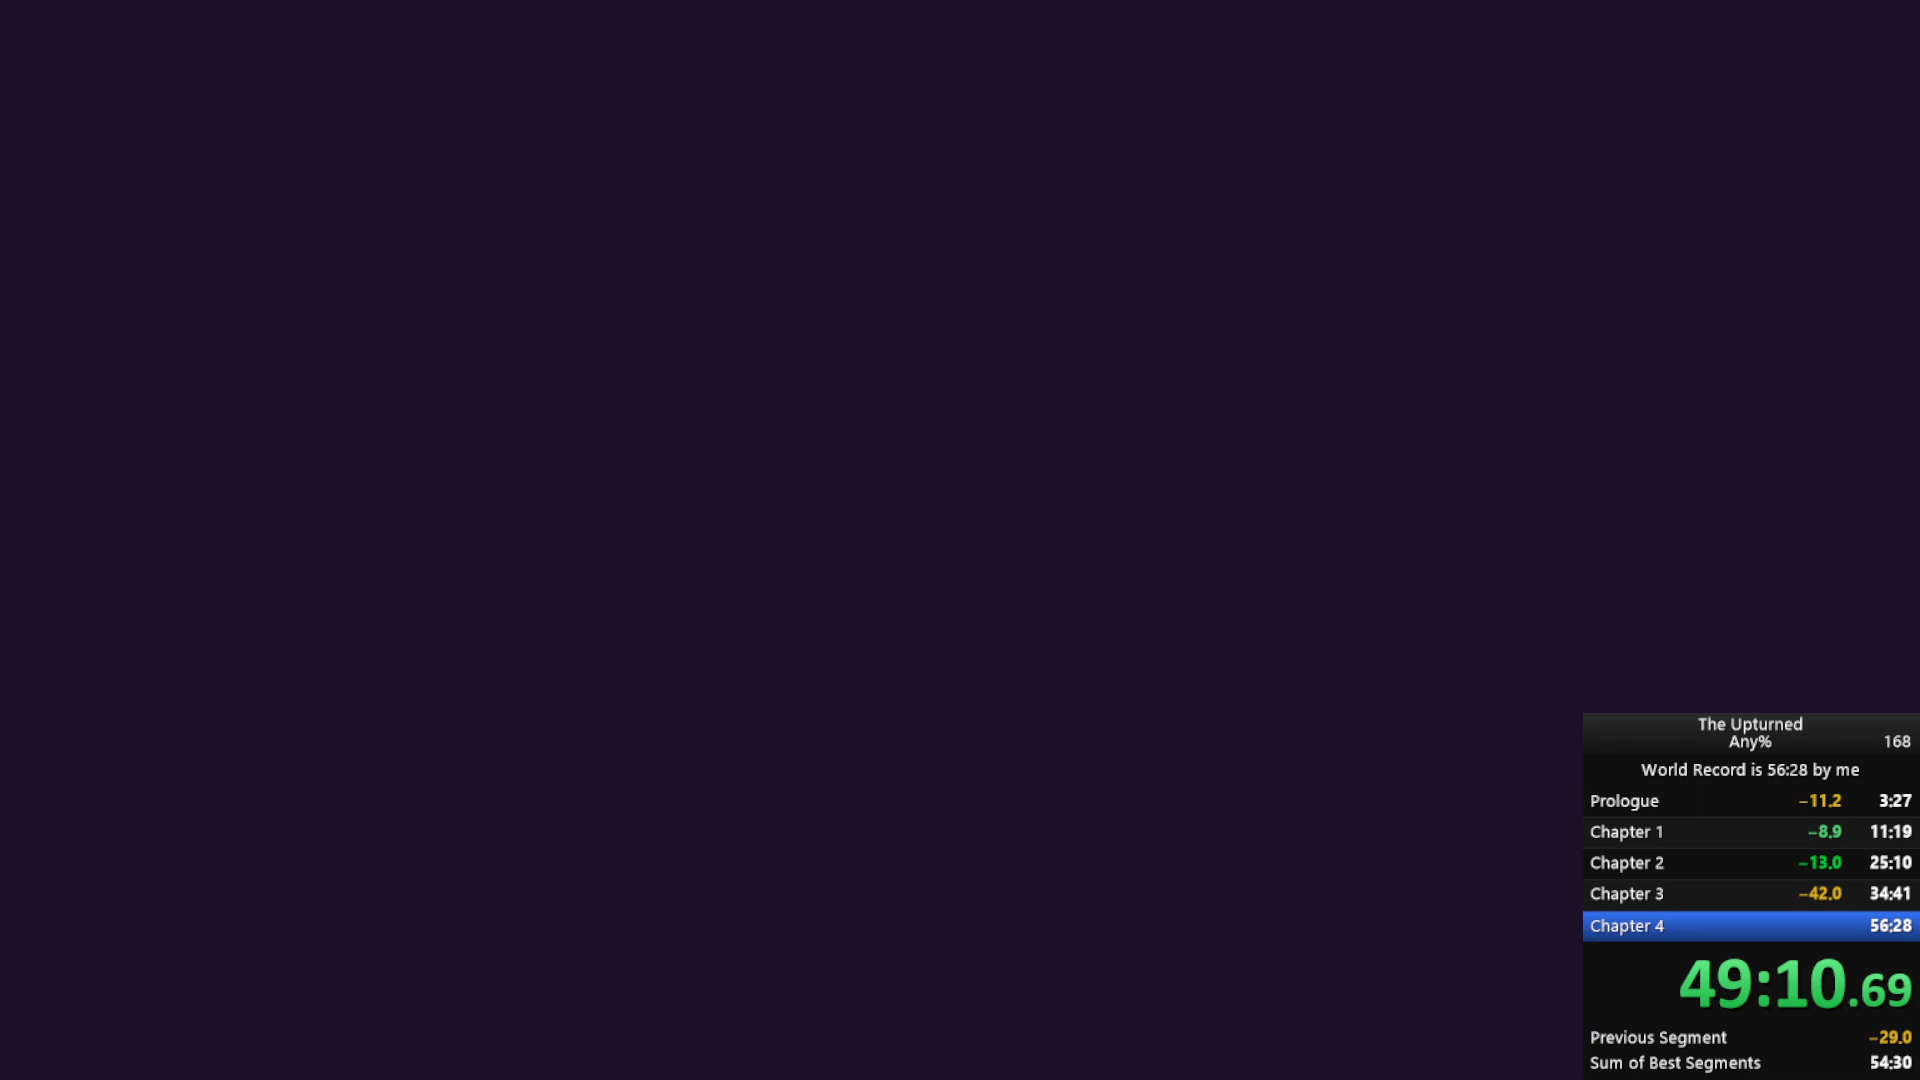 The Upturned
Any% 168
World Record is 56:28 by me
Prologue −11.2 3:27
Chapter 1 −8.9 11:19
Chapter 2 −13.0 25:10
Chapter 3 −42.0 34:41
Chapter 4 56:28
49:10.69
Previous Segment −29.0
Sum of Best Segments 54:30